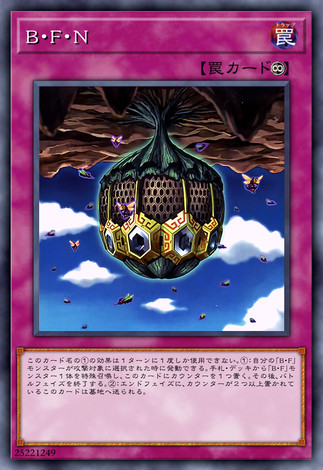 B・F・N
トラップ
罠
【罠カード】
このカード名の①の効果は１ターンに１度しか使用できない。①：自分の「B・F」
モンスターが攻撃対象に選択された時に発動できる。手札・デッキから「B・F」モ
ンスター１体を特殊召喚し、このカードにカウンターを１つ置く。その後、バト
ルフェイズを終了する。②：エンドフェイズに、カウンターが２つ以上置かれて
いるこのカードは墓地へ送られる。
25221249